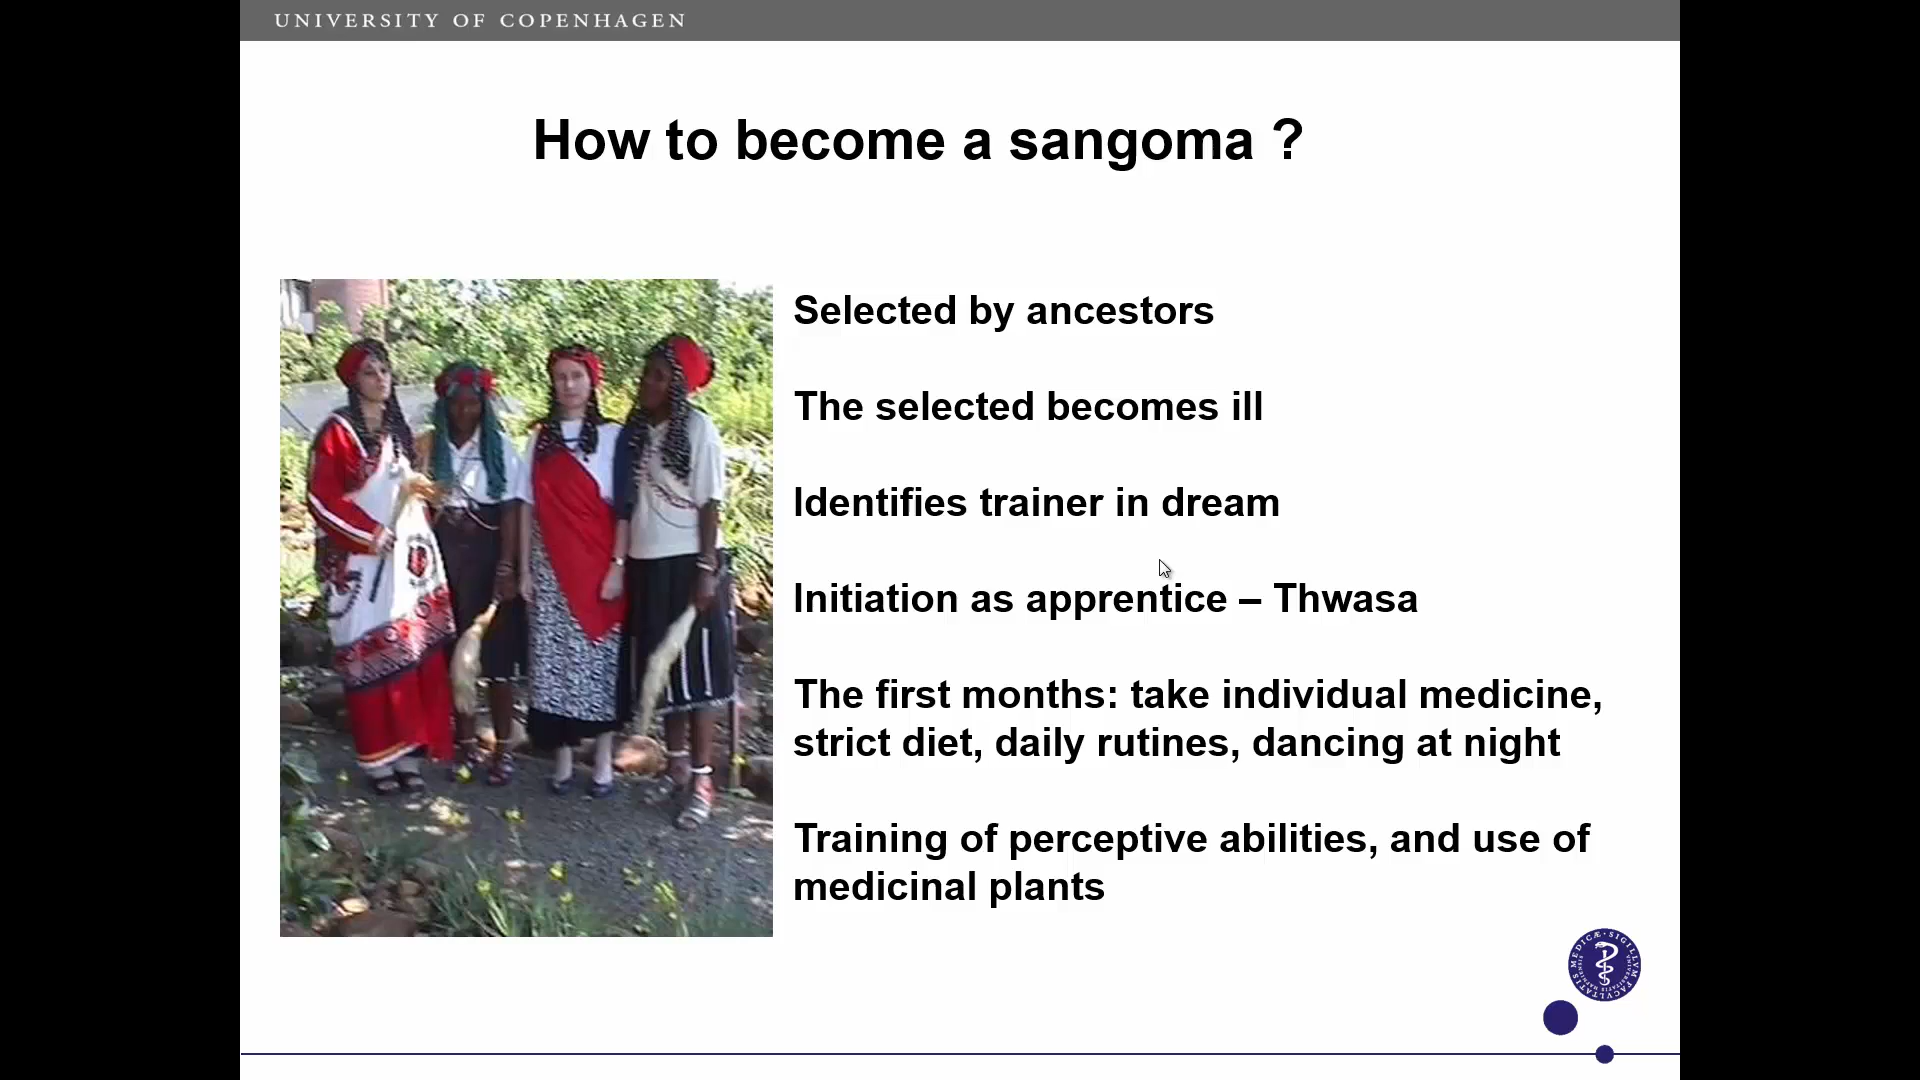 UNIVERSITY OF COPENHAGEN
How to become a sangoma ?
Selected by ancestors
The selected becomes ill
Identifies trainer in dream
Initiation as apprentice – Thwasa
The first months: take individual medicine,
strict diet, daily rutines, dancing at night
Training of perceptive abilities, and use of
medicinal plants